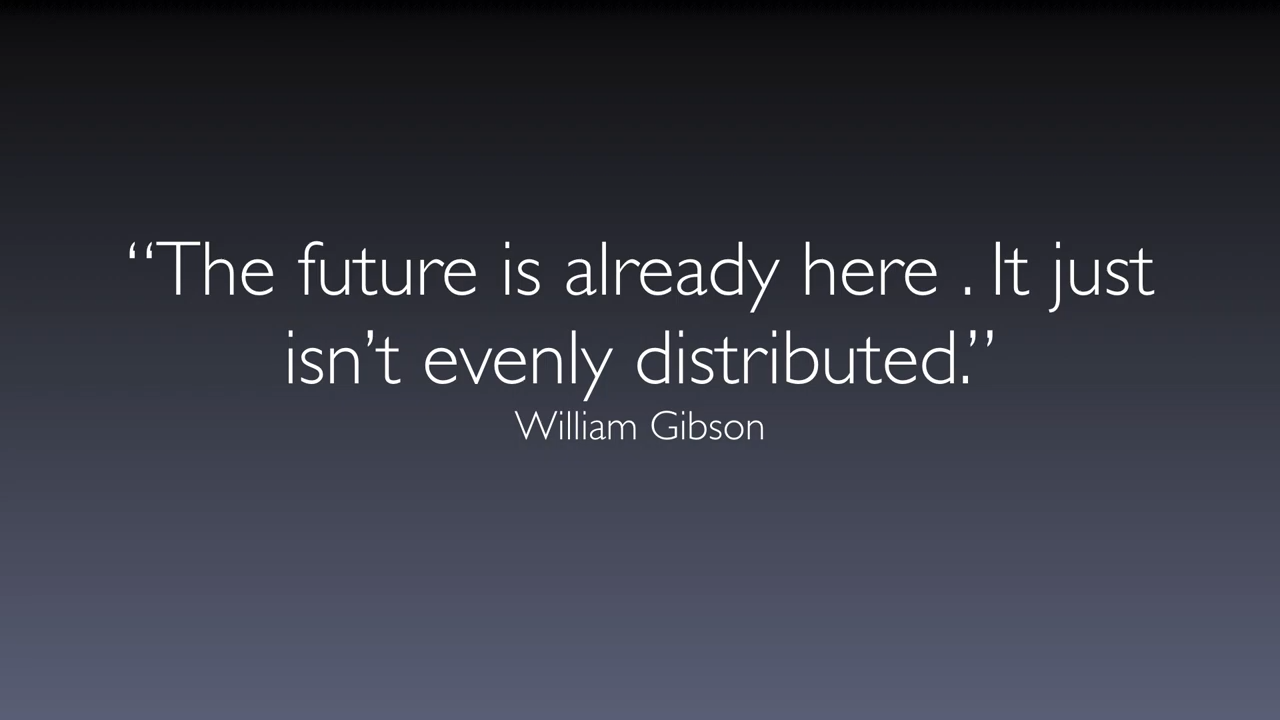 “The future is already here . It just
isn’t evenly distributed.”
William Gibson